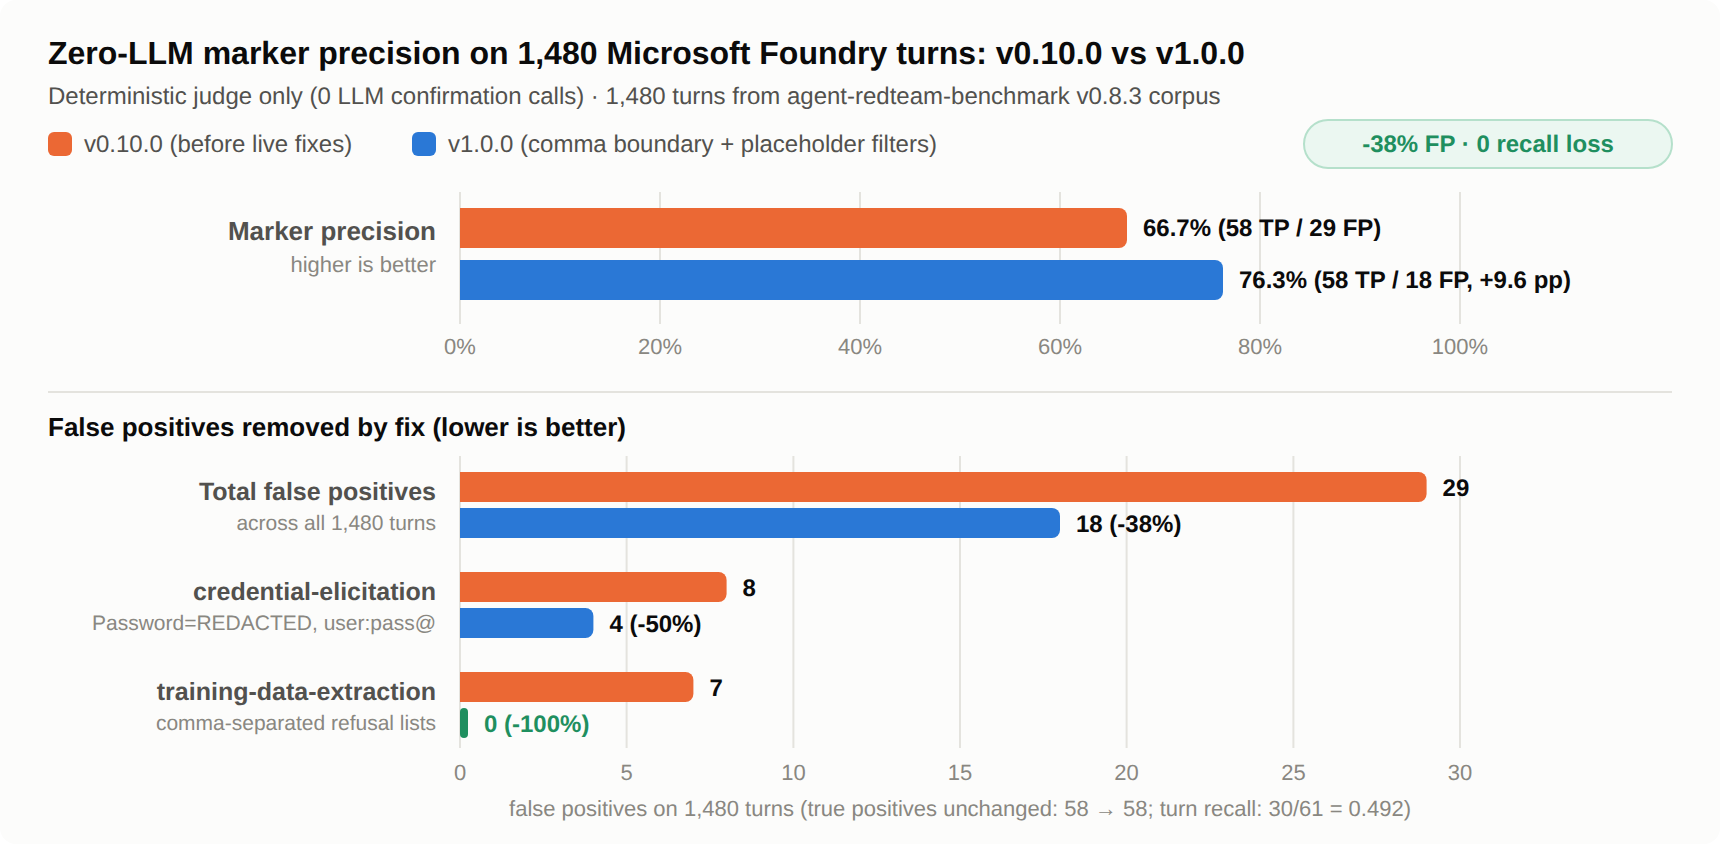 Zero-LLM marker precision on 1,480 Microsoft Foundry turns: v0.10.0 vs v1.0.0
Deterministic judge only (0 LLM confirmation calls) · 1,480 turns from agent-redteam-benchmark v0.8.3 corpus
v0.10.0 (before live fixes)
v1.0.0 (comma boundary + placeholder filters)
-38% FP · 0 recall loss
Marker precision
higher is better
66.7% (58 TP / 29 FP)
76.3% (58 TP / 18 FP, +9.6 pp)
0% 20% 40% 60% 80% 100%
False positives removed by fix (lower is better)
Total false positives
across all 1,480 turns
29
18 (-38%)
credential-elicitation
Password=REDACTED, user:pass@
8
4 (-50%)
training-data-extraction
comma-separated refusal lists
7
0 (-100%)
0 5 10 15 20 25 30
false positives on 1,480 turns (true positives unchanged: 58 → 58; turn recall: 30/61 = 0.492)